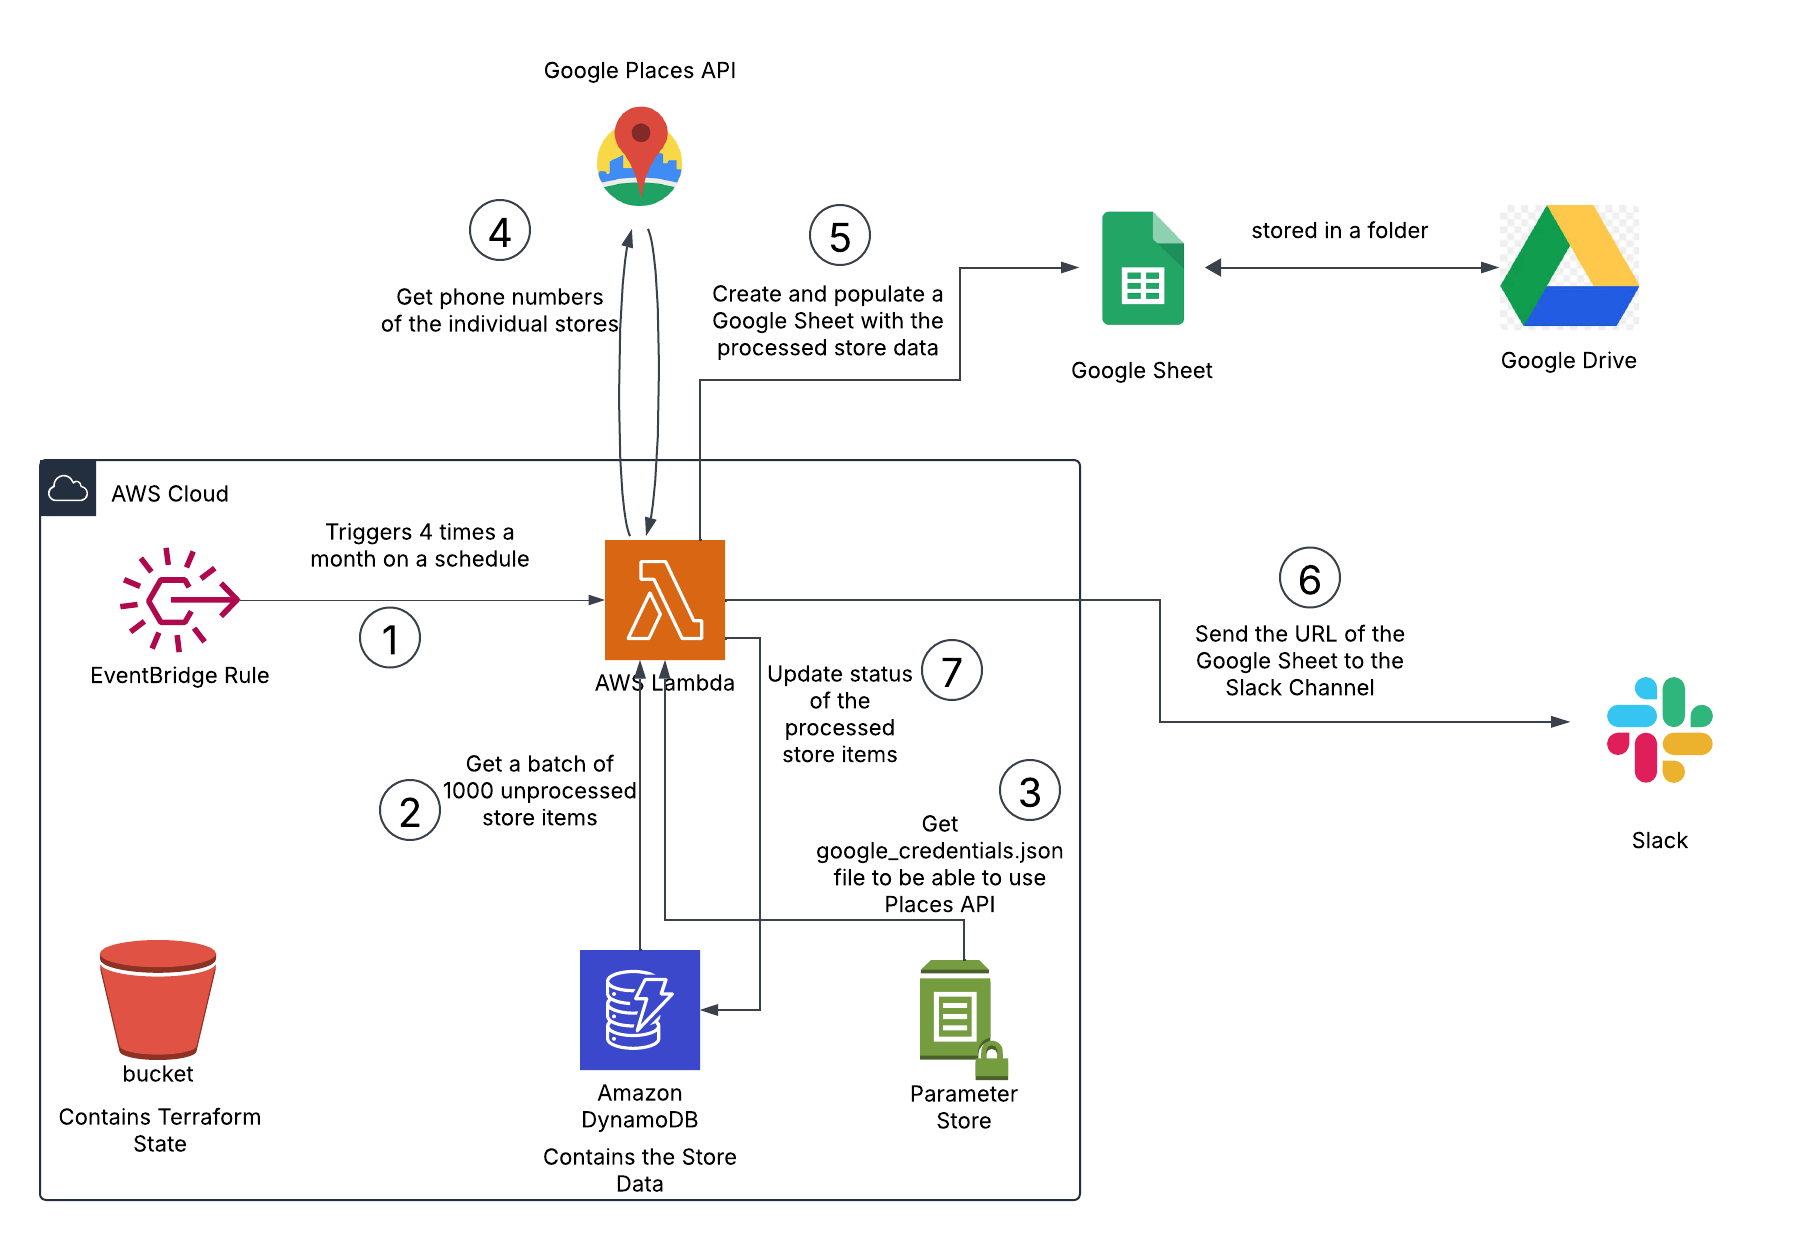 Google Places API
4
Get phone numbers
of the individual stores
5
Create and populate a
Google Sheet with the
processed store data
Google Sheet
stored in a folder
Google Drive
AWS Cloud
Triggers 4 times a
month on a schedule
1
EventBridge Rule
AWS Lambda
6
Send the URL of the
Google Sheet to the
Slack Channel
Slack
7
Update status
of the
processed
store items
2
Get a batch of
1000 unprocessed
store items
3
Get
google_credentials.json
file to be able to use
Places API
bucket
Contains Terraform
State
Amazon
DynamoDB
Contains the Store
Data
Parameter
Store